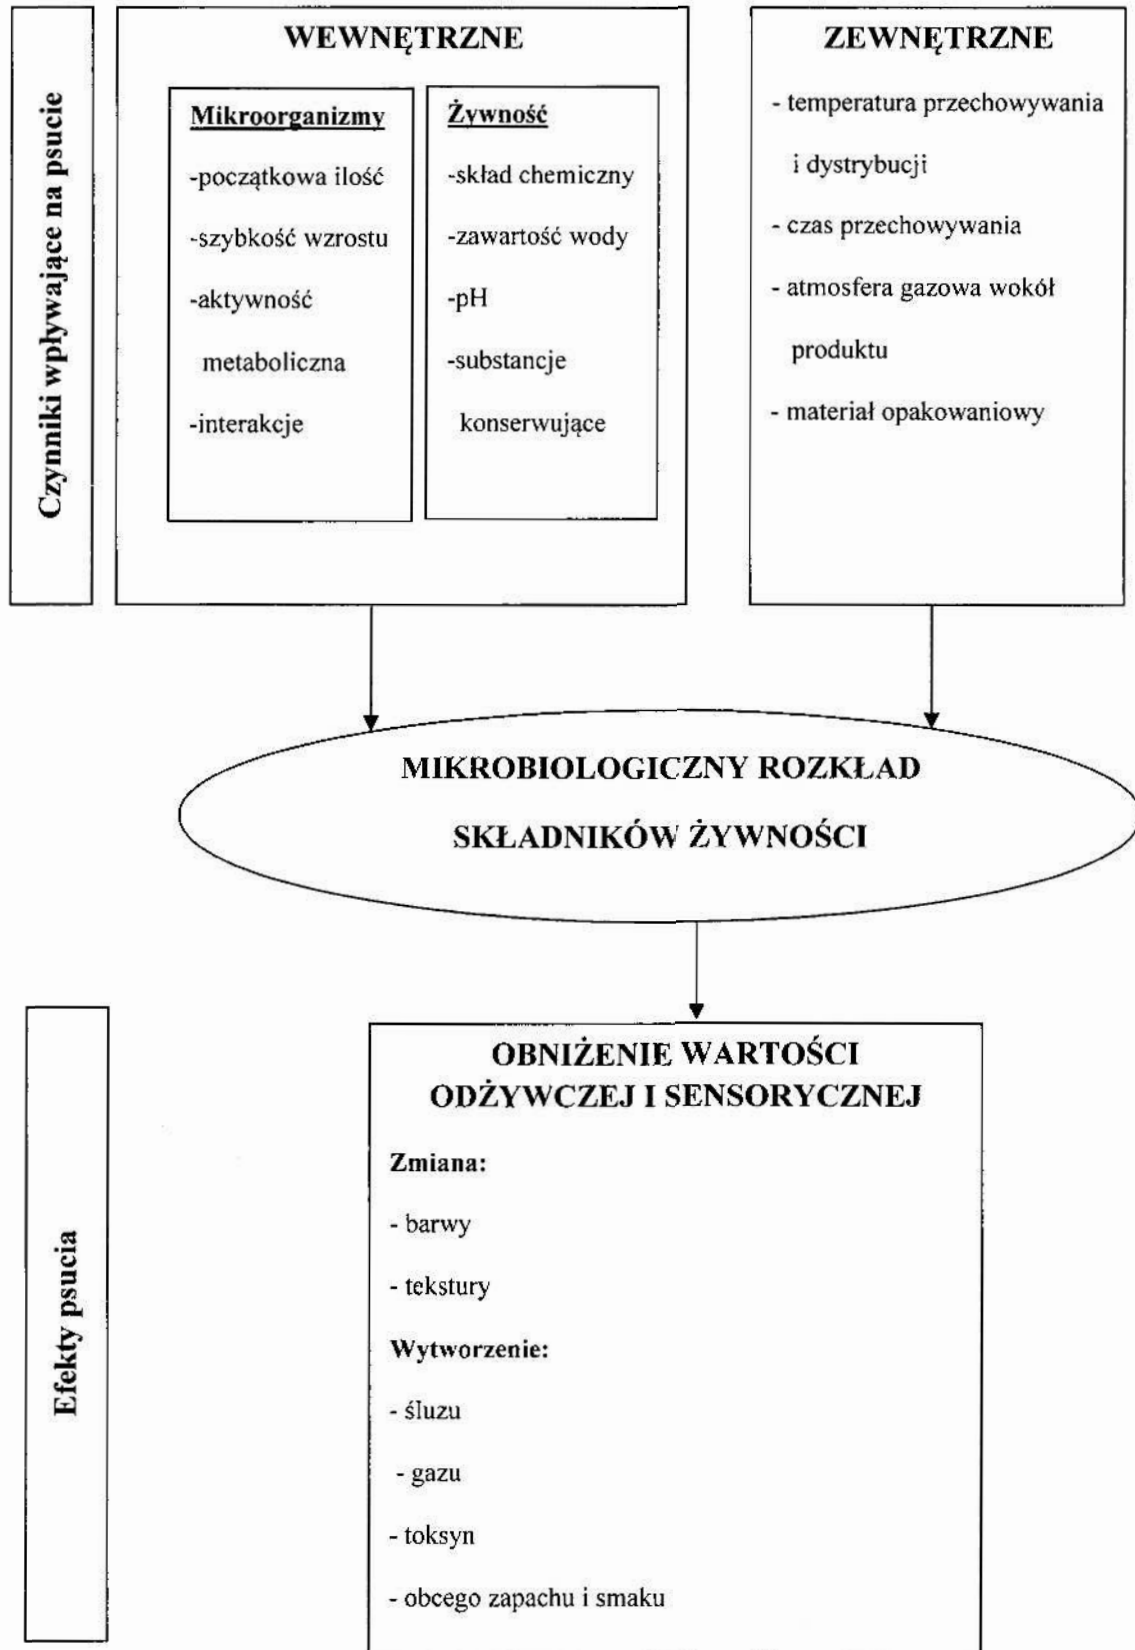 Czynniki wpływające na psucie
WEWNĘTRZNE
Mikroorganizmy
-początkowa ilość
-szybkość wzrostu
-aktywność
metaboliczna
-interakcje
Żywność
-skład chemiczny
-zawartość wody
-pH
-substancje
konserwujące
ZEWNĘTRZNE
- temperatura przechowywania
i dystrybucji
- czas przechowywania
- atmosfera gazowa wokół
produktu
- materiał opakowaniowy
MIKROBIOLOGICZNY ROZKŁAD
SKŁADNIKÓW ŻYWNOŚCI
Efekty psucia
OBNIŻENIE WARTOŚCI
ODŻYWCZEJ I SENSORYCZNEJ
Zmiana:
- barwy
- tekstury
Wytworzenie:
- śluzu
- gazu
- toksyn
- obcego zapachu i smaku